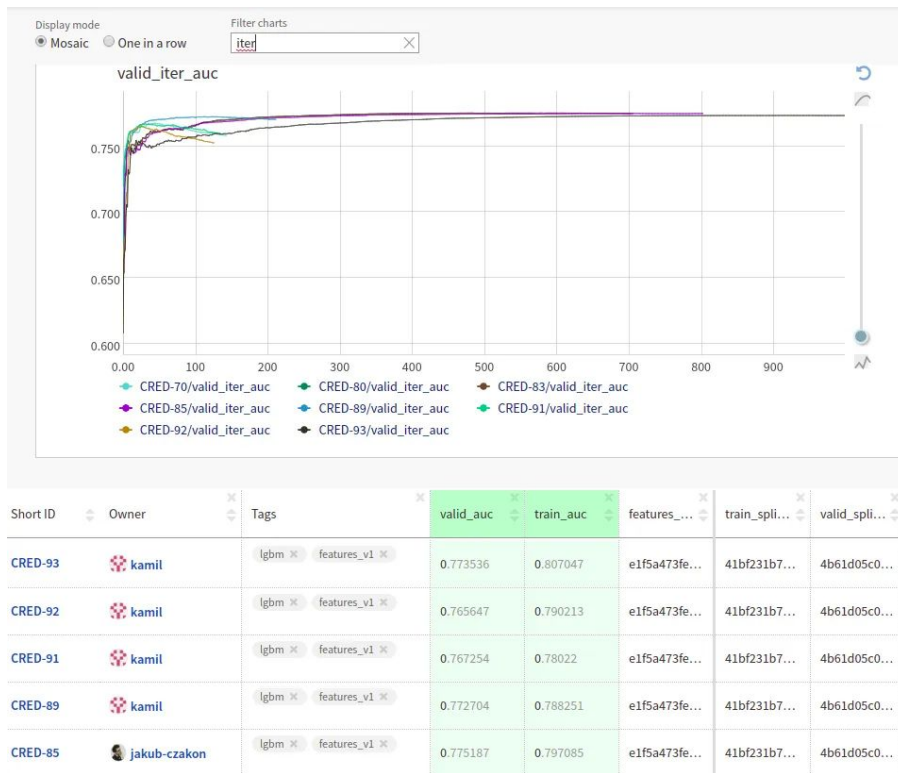 Display mode
Mosaic One in a row
Filter charts
iter
valid_iter_auc
0.750
0.700
0.650
0.600
0.00 100 200 300 400 500 600 700 800 900
CRED-70/valid_iter_auc CRED-80/valid_iter_auc CRED-83/valid_iter_auc
CRED-85/valid_iter_auc CRED-89/valid_iter_auc CRED-91/valid_iter_auc
CRED-92/valid_iter_auc CRED-93/valid_iter_auc
Short ID Owner Tags valid_auc train_auc features_... train_spli... valid_spli...
CRED-93 kamil lgbm features_v1 0.773536 0.807047 e1f5a473fe... 41bf231b7... 4b61d05c0...
CRED-92 kamil lgbm features_v1 0.765647 0.790213 e1f5a473fe... 41bf231b7... 4b61d05c0...
CRED-91 kamil lgbm features_v1 0.767254 0.78022 e1f5a473fe... 41bf231b7... 4b61d05c0...
CRED-89 kamil lgbm features_v1 0.772704 0.788251 e1f5a473fe... 41bf231b7... 4b61d05c0...
CRED-85 jakub-czakon lgbm features_v1 0.775187 0.797085 e1f5a473fe... 41bf231b7... 4b61d05c0...